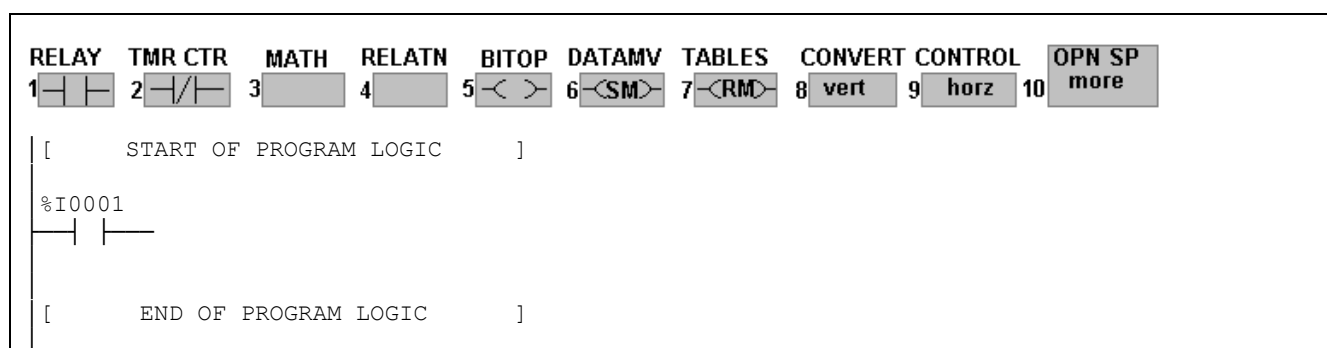 RELAY TMR CTR MATH RELATN BITOP DATAMV TABLES CONVERT CONTROL OPN SP
1 2 3 4 5 6 SM 7 RM 8 vert 9 horz 10 more
[ START OF PROGRAM LOGIC ]
%I0001
[ END OF PROGRAM LOGIC ]